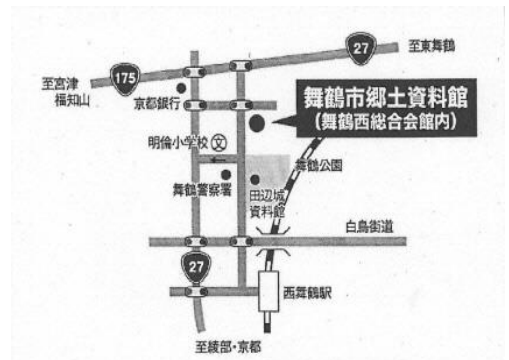 27
至東舞鶴
175
至宮津
福知山
京都銀行
舞鶴市郷土資料館
(舞鶴西総合会館内)
明倫小学校
文
舞鶴公園
舞鶴警察署
田辺城
資料館
白鳥街道
27
西舞鶴駅
至綾部・京都